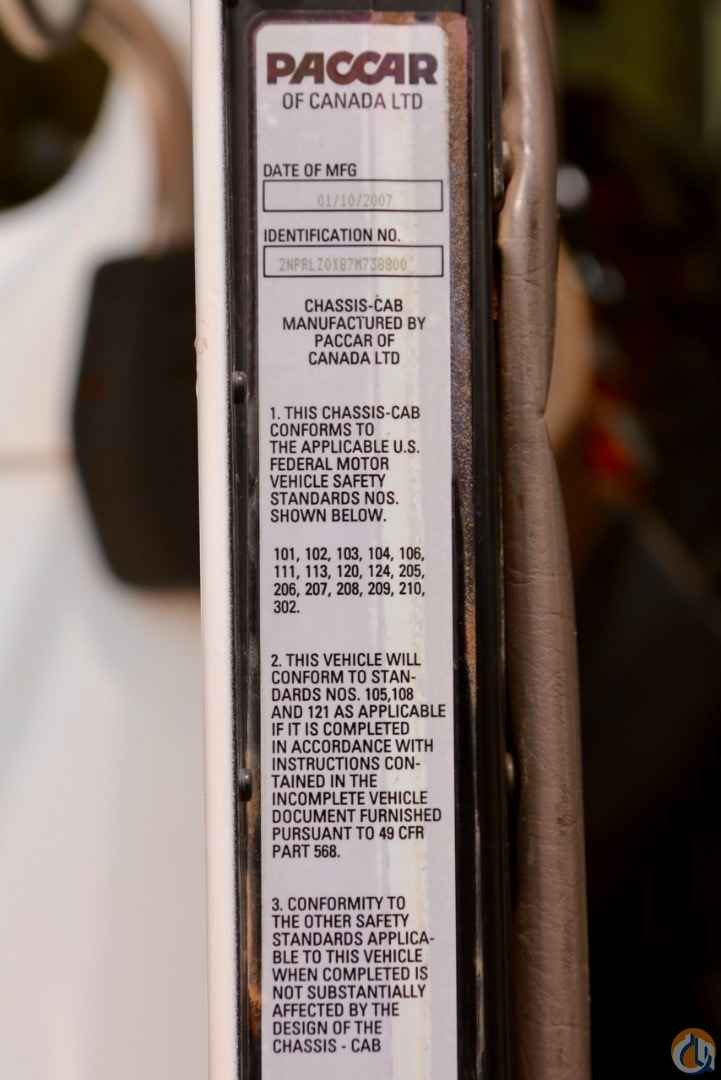 PACCAR
OF CANADA LTD
DATE OF MFG
01/10/2007
IDENTIFICATION NO.
2NPRLZ0X87M738800
CHASSIS-CAB
MANUFACTURED BY
PACCAR OF
CANADA LTD
1. THIS CHASSIS-CAB
CONFORMS TO
THE APPLICABLE U.S.
FEDERAL MOTOR
VEHICLE SAFETY
STANDARDS NOS.
SHOWN BELOW.
101, 102, 103, 104, 106,
111, 113, 120, 124, 205,
206, 207, 208, 209, 210,
302.
2. THIS VEHICLE WILL
CONFORM TO STAN-
DARDS NOS. 105,108
AND 121 AS APPLICABLE
IF IT IS COMPLETED
IN ACCORDANCE WITH
INSTRUCTIONS CON-
TAINED IN THE
INCOMPLETE VEHICLE
DOCUMENT FURNISHED
PURSUANT TO 49 CFR
PART 568.
3. CONFORMITY TO
THE OTHER SAFETY
STANDARDS APPLICA-
BLE TO THIS VEHICLE
WHEN COMPLETED IS
NOT SUBSTANTIALLY
AFFECTED BY THE
DESIGN OF THE
CHASSIS - CAB